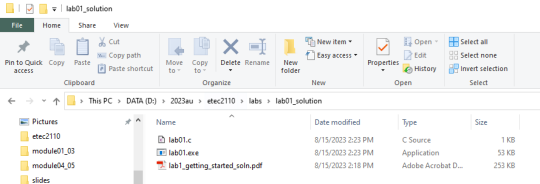 lab01_solution
File Home Share View
Pin to Quick access
Copy
Paste
Cut
Copy path
Paste shortcut
Clipboard
Move to
Copy to
Delete
Rename
Organize
New folder
New item
Easy access
New
Properties
Open
Edit
History
Open
Select all
Select none
Invert selection
Select
This PC > DATA (D:) > 2023au > etec2110 > labs > lab01_solution
Pictures
etec2110
module01_03
module04_05
slides
Name Date modified Type Size
lab01.c 8/15/2023 2:23 PM C Source 1 KB
lab01.exe 8/15/2023 2:23 PM Application 53 KB
lab1_getting_started_soln.pdf 8/15/2023 2:18 PM Adobe Acrobat D... 253 KB